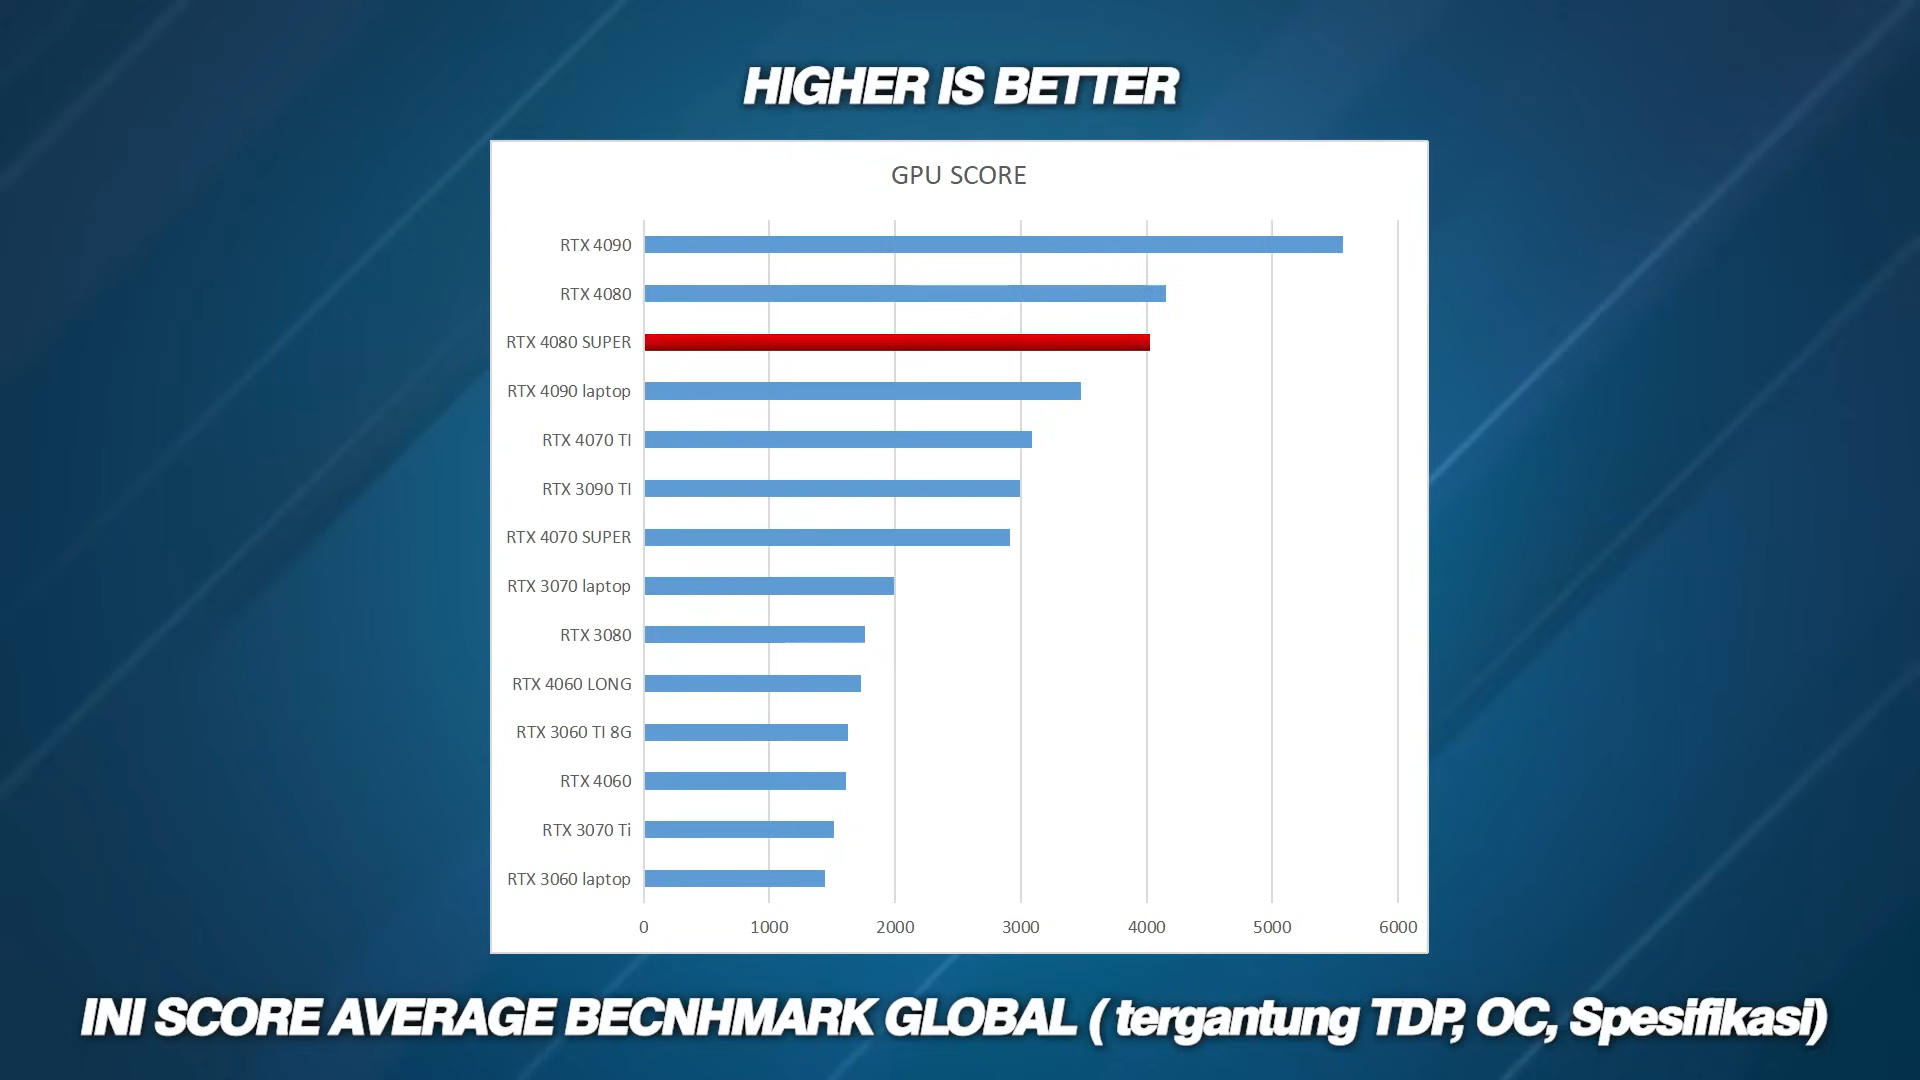 HIGHER IS BETTER
GPU SCORE
RTX 4090
RTX 4080
RTX 4080 SUPER
RTX 4090 laptop
RTX 4070 TI
RTX 3090 TI
RTX 4070 SUPER
RTX 3070 laptop
RTX 3080
RTX 4060 LONG
RTX 3060 TI 8G
RTX 4060
RTX 3070 Ti
RTX 3060 laptop
0 1000 2000 3000 4000 5000 6000
INI SCORE AVERAGE BECNHMARK GLOBAL ( tergantung TDP, OC, Spesifikasi)